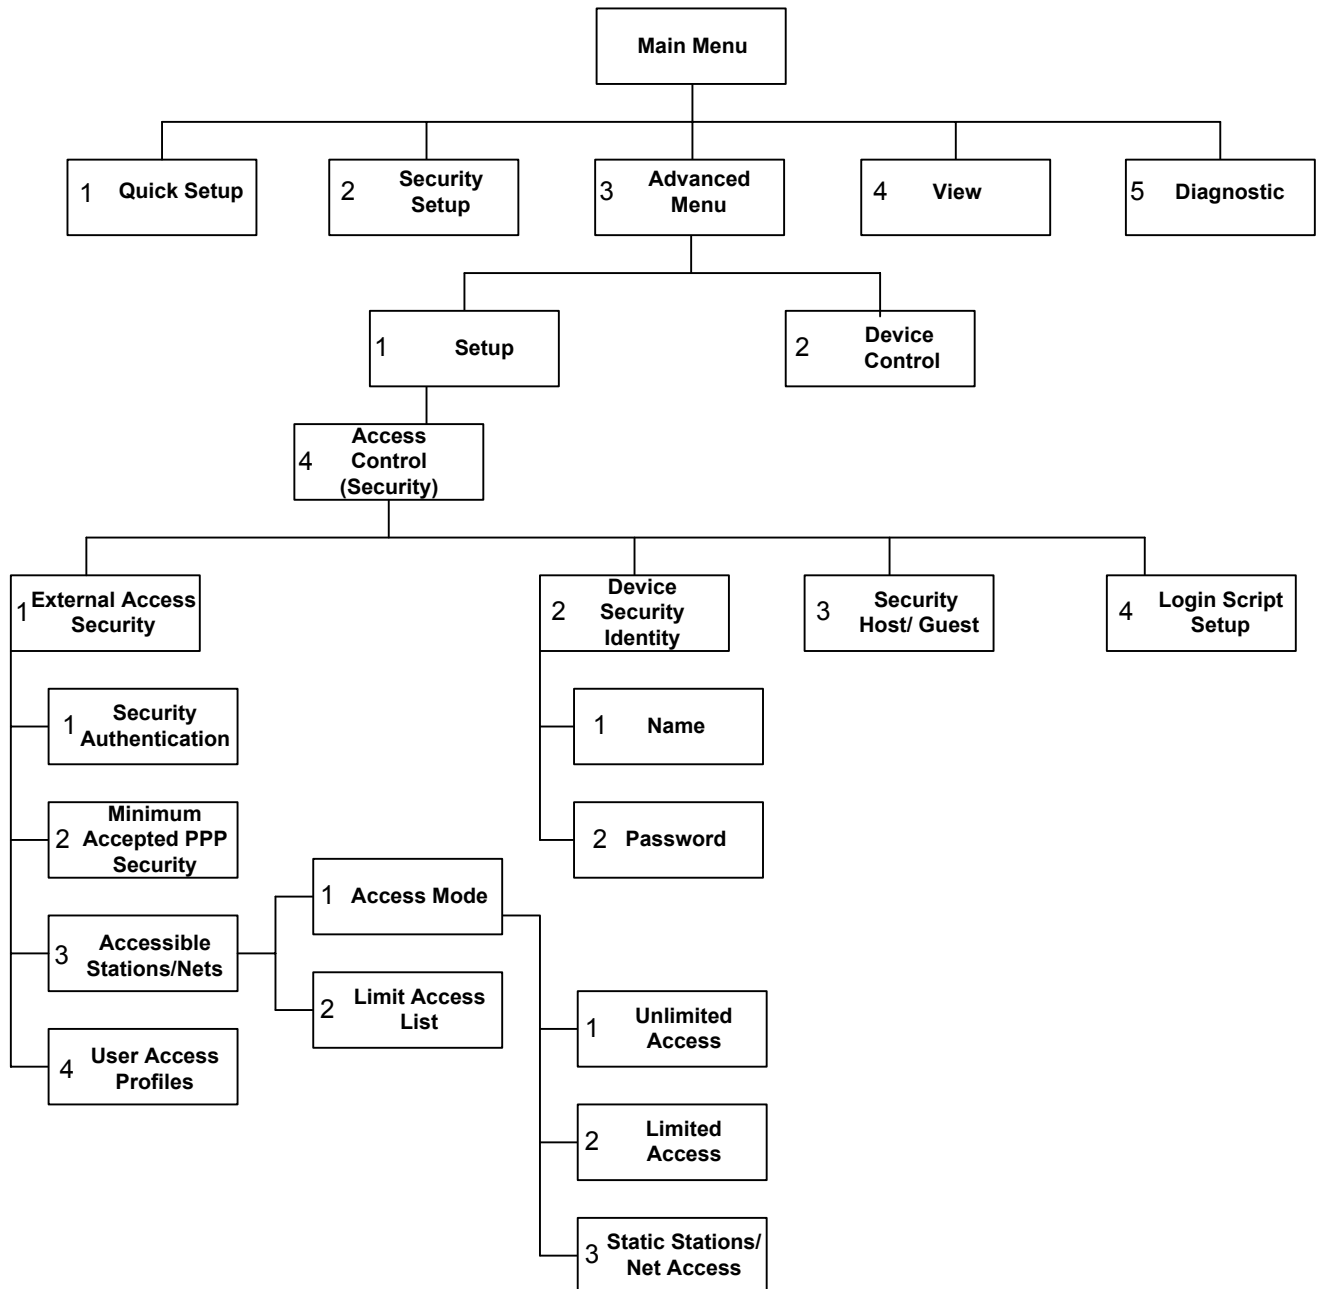 Main Menu
1 Quick Setup
2 Security
Setup
3 Advanced
Menu
4 View
5 Diagnostic
1 Setup
2 Device
Control
4 Access
Control
(Security)
1 External Access
Security
2 Device
Security
Identity
3 Security
Host/ Guest
4 Login Script
Setup
1 Security
Authentication
2 Minimum
Accepted PPP
Security
3 Accessible
Stations/Nets
4 User Access
Profiles
1 Name
2 Password
1 Access Mode
2 Limit Access
List
1 Unlimited
Access
2 Limited
Access
3 Static Stations/
Net Access